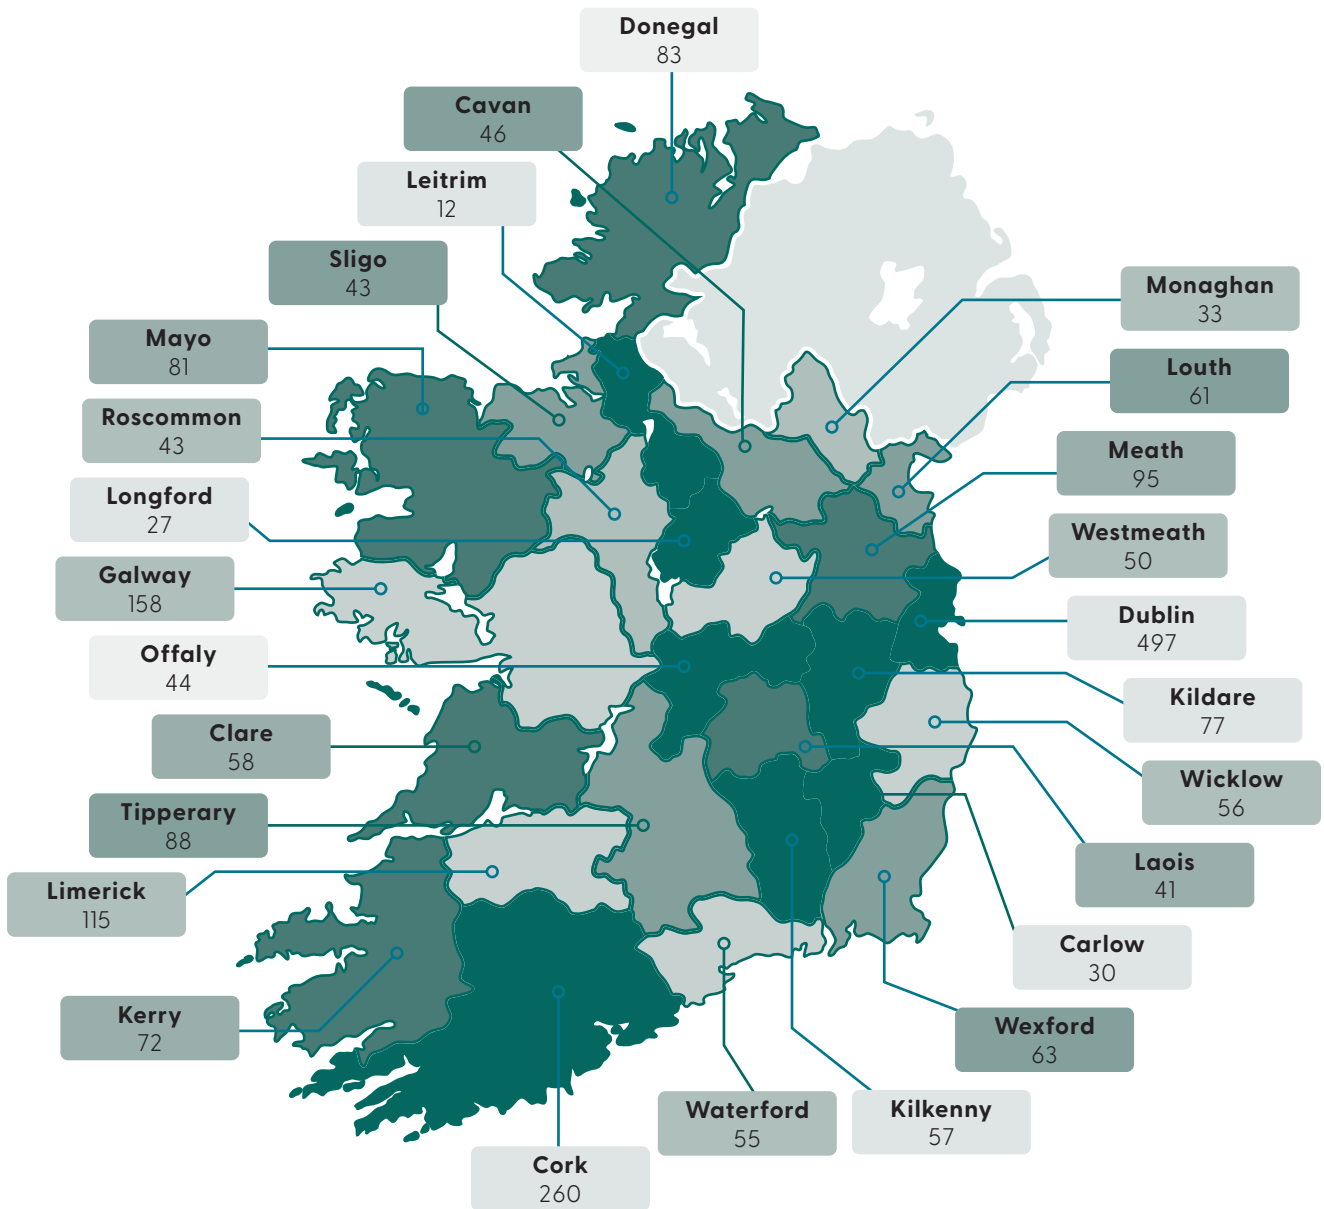 Donegal
83
Cavan
46
Leitrim
12
Sligo
43
Mayo
81
Roscommon
43
Longford
27
Galway
158
Offaly
44
Clare
58
Tipperary
88
Limerick
115
Kerry
72
Cork
260
Monaghan
33
Louth
61
Meath
95
Westmeath
50
Dublin
497
Kildare
77
Wicklow
56
Laois
41
Carlow
30
Wexford
63
Kilkenny
57
Waterford
55